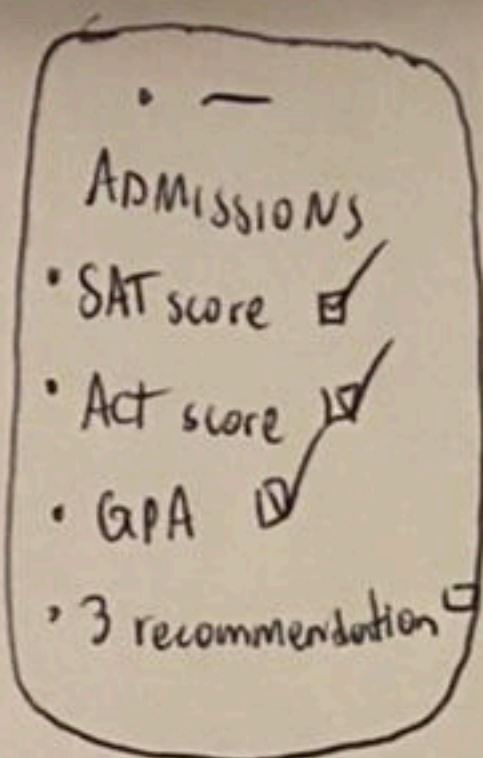 ADMISSIONS
• SAT score ☑
• Act score ☑
• GPA ☑
• 3 recommendation ☐